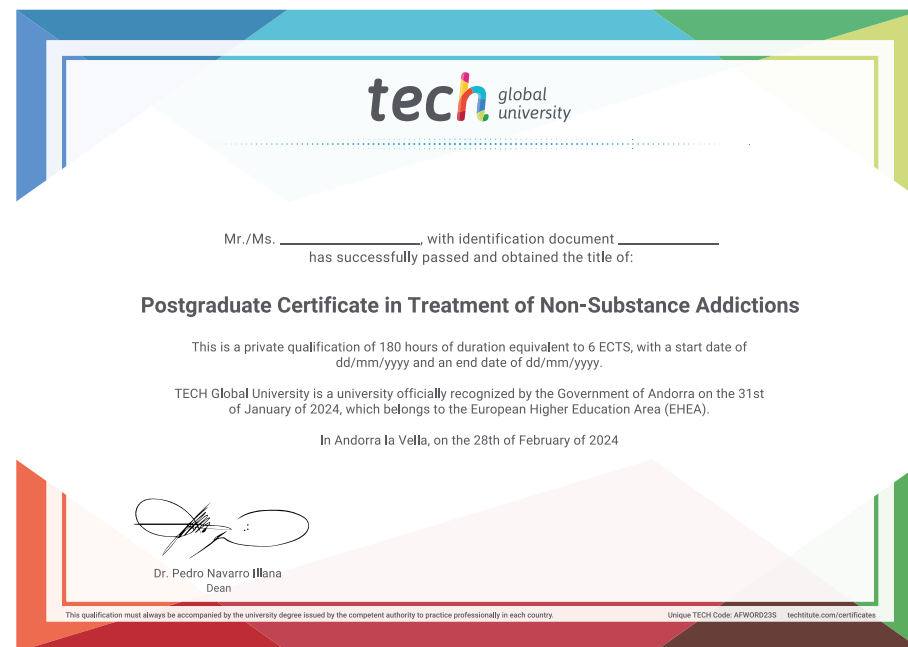 tech global university
Mr./Ms. ____________, with identification document ____________
has successfully passed and obtained the title of:
Postgraduate Certificate in Treatment of Non-Substance Addictions
This is a private qualification of 180 hours of duration equivalent to 6 ECTS, with a start date of
dd/mm/yyyy and an end date of dd/mm/yyyy.
TECH Global University is a university officially recognized by the Government of Andorra on the 31st
of January of 2024, which belongs to the European Higher Education Area (EHEA).
In Andorra la Vella, on the 28th of February of 2024
Dr. Pedro Navarro Illana
Dean
This qualification must always be accompanied by the university degree issued by the competent authority to practice professionally in each country.
Unique TECH Code: AFWORD23S techtitute.com/certificates